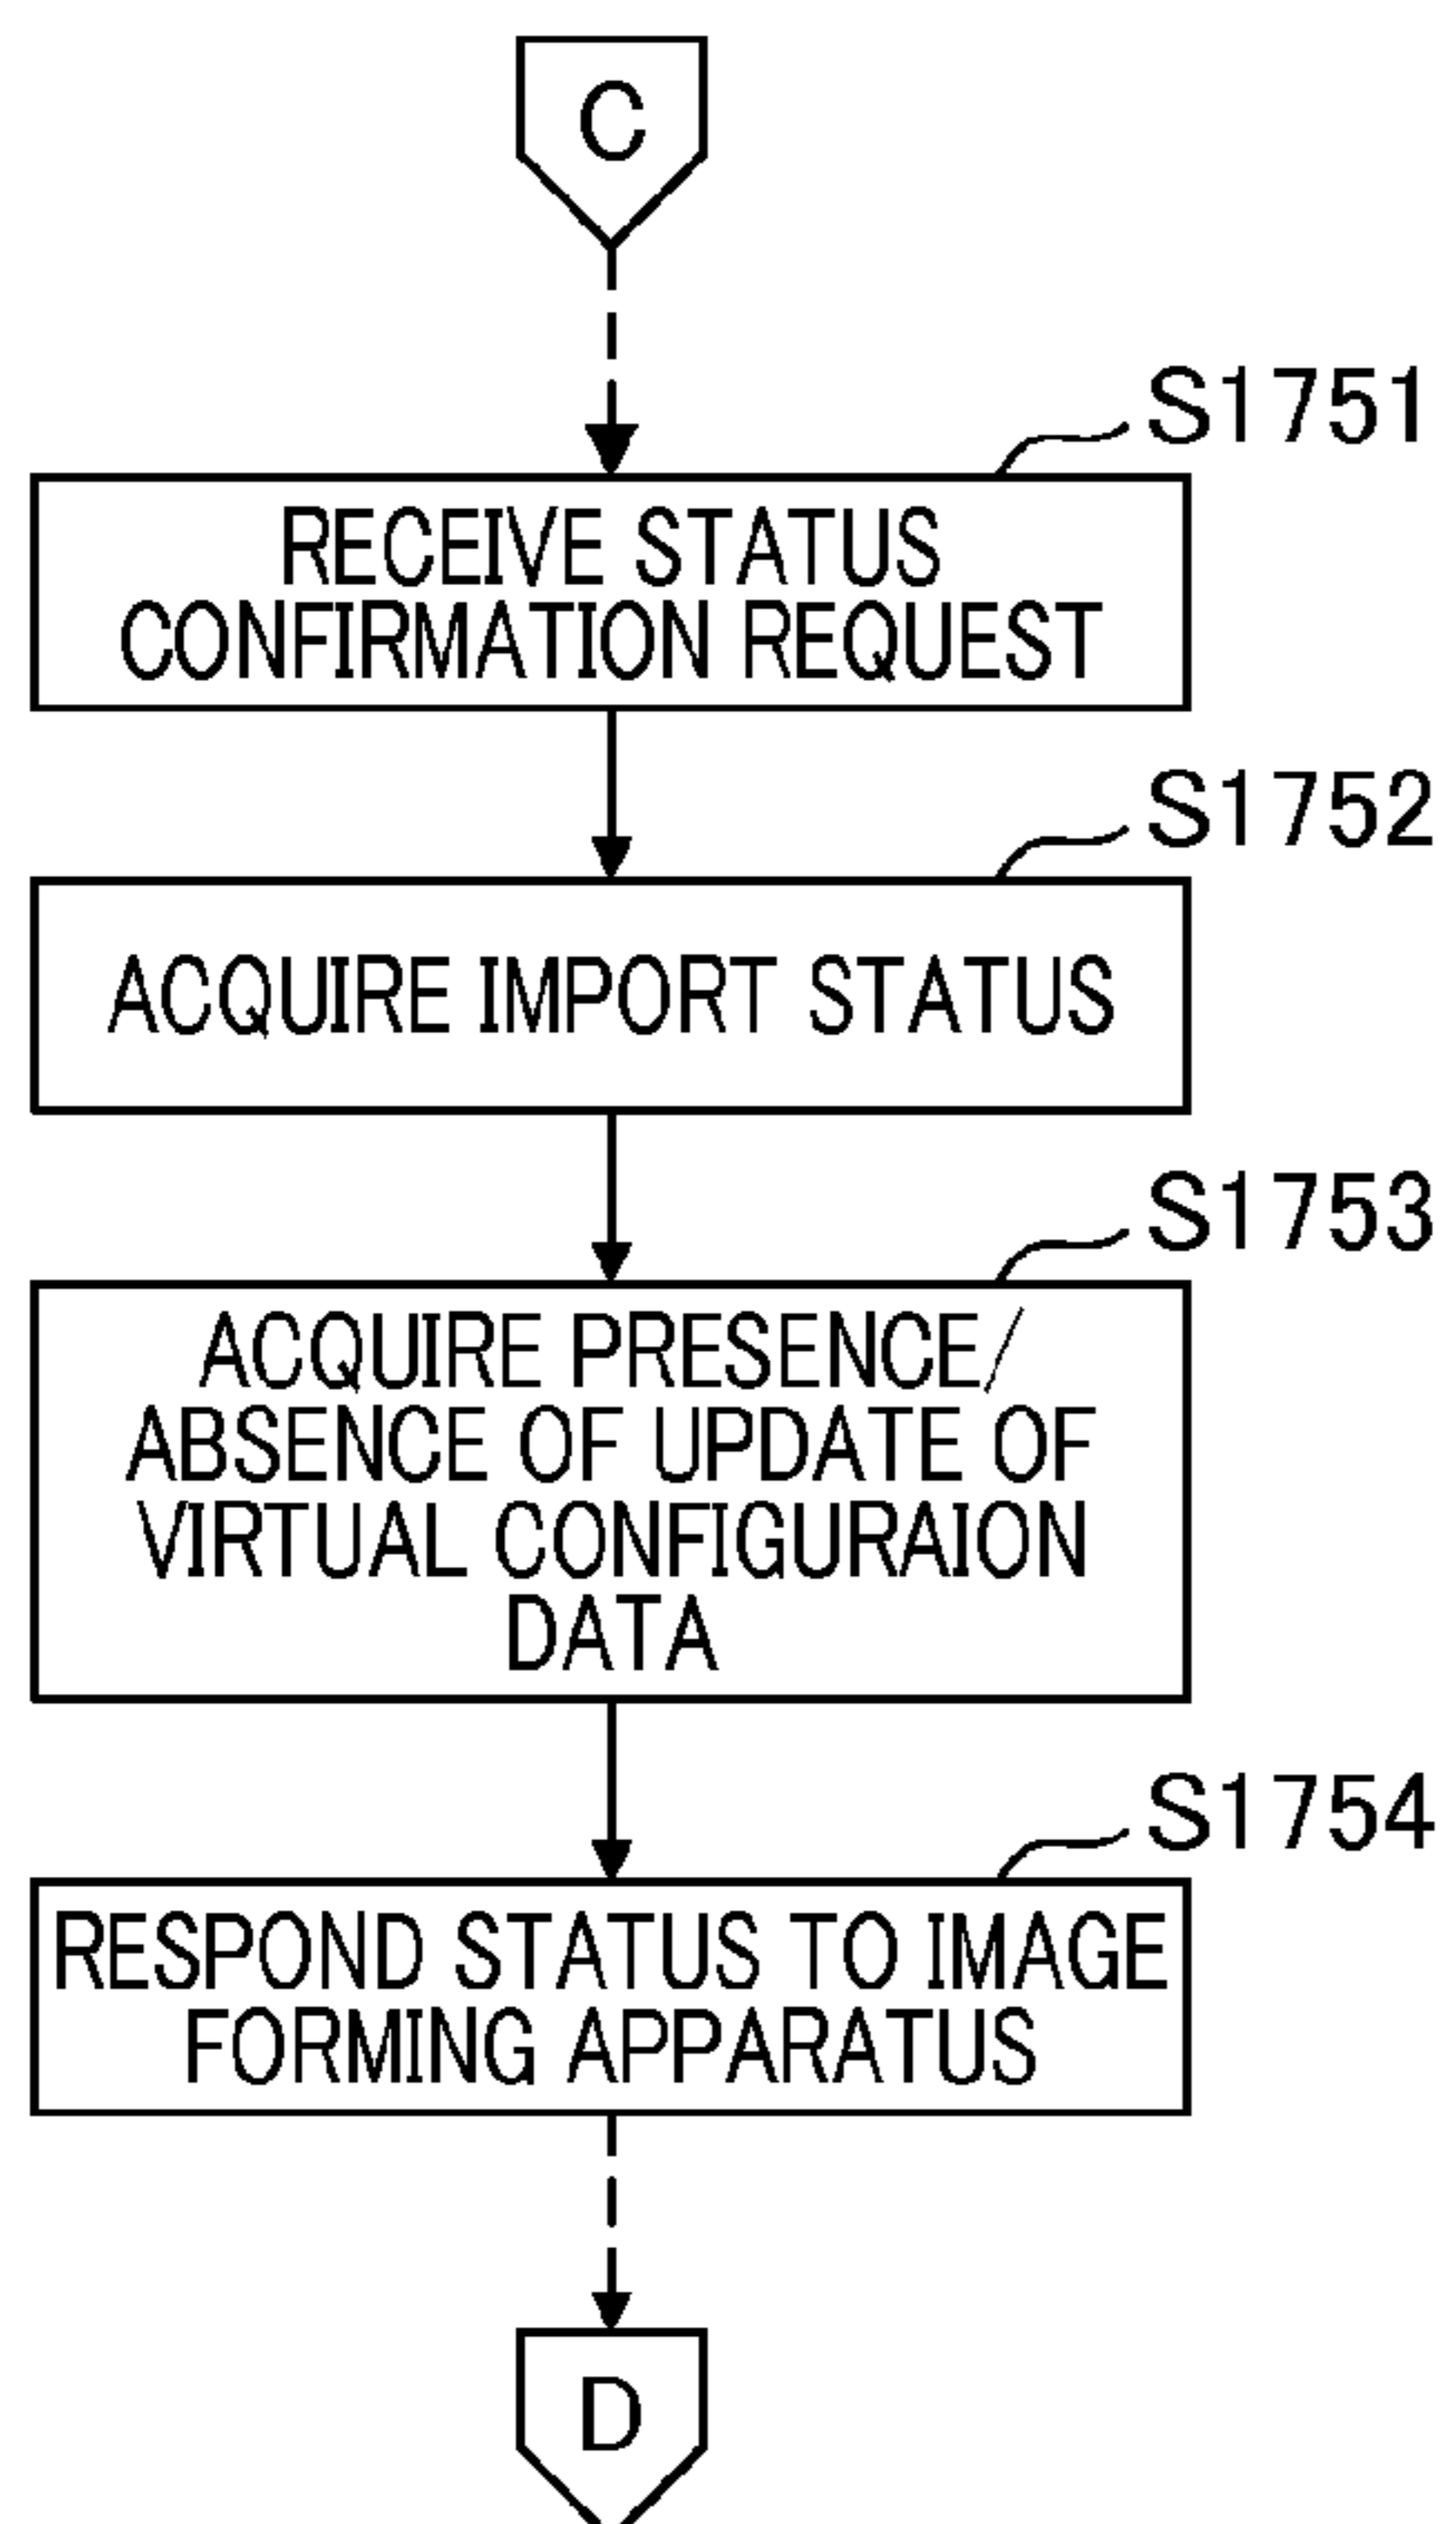 C
S1751
RECEIVE STATUS
CONFIRMATION REQUEST
S1752
ACQUIRE IMPORT STATUS
S1753
ACQUIRE PRESENCE/
ABSENCE OF UPDATE OF
VIRTUAL CONFIGURAION
DATA
S1754
RESPOND STATUS TO IMAGE
FORMING APPARATUS
D